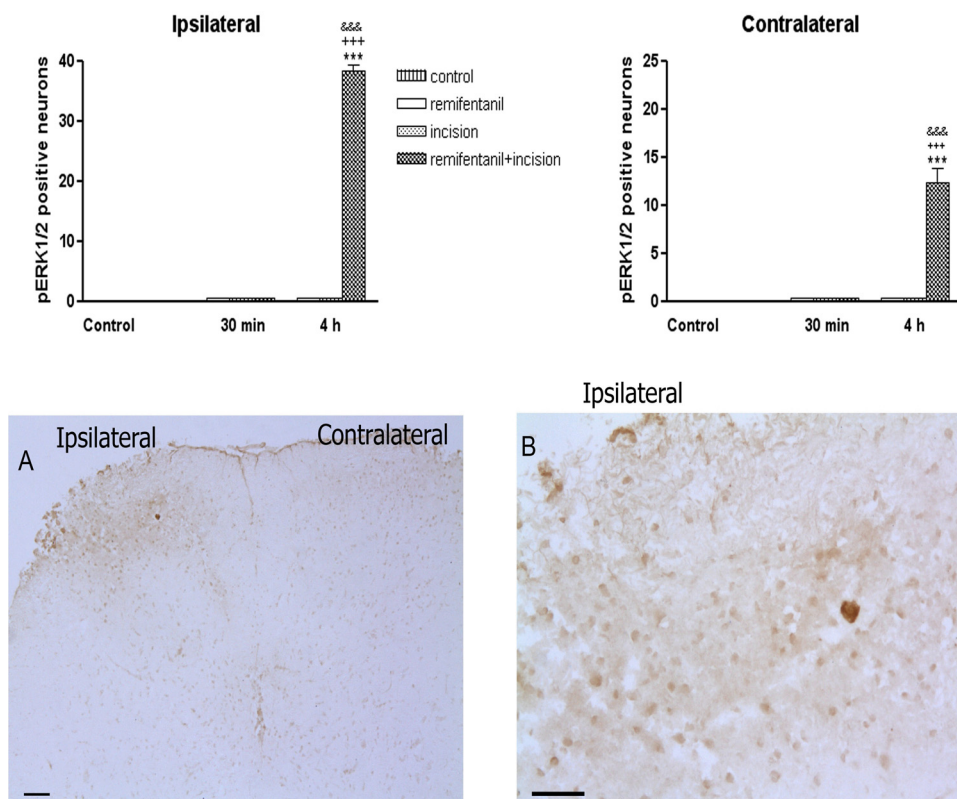 Ipsilateral
&&&
+++
***
pERK1/2 positive neurons
40
30
20
10
0
Control
30 min
4 h
control
remifentanil
incision
remifentanil+incision
Contralateral
&&&
+++
***
pERK1/2 positive neurons
25
20
15
10
5
0
Control
30 min
4 h
A
Ipsilateral
Contralateral
Ipsilateral
B